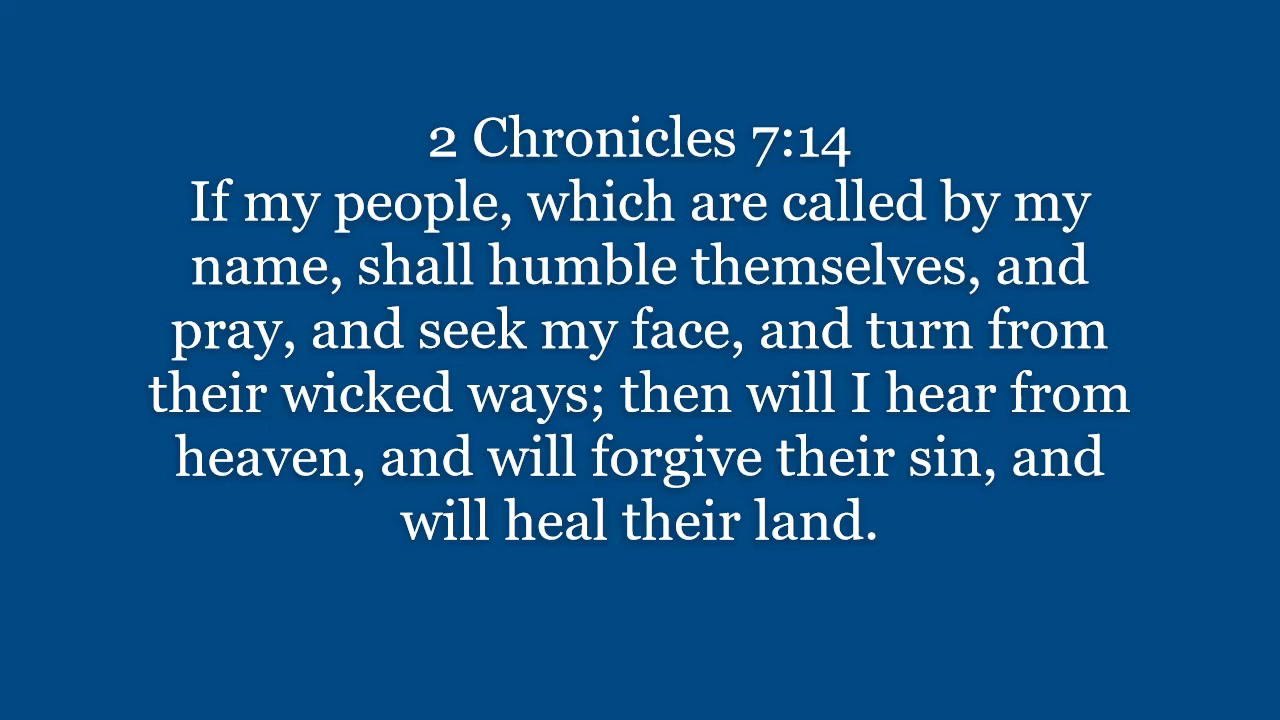 2 Chronicles 7:14
If my people, which are called by my
name, shall humble themselves, and
pray, and seek my face, and turn from
their wicked ways; then will I hear from
heaven, and will forgive their sin, and
will heal their land.